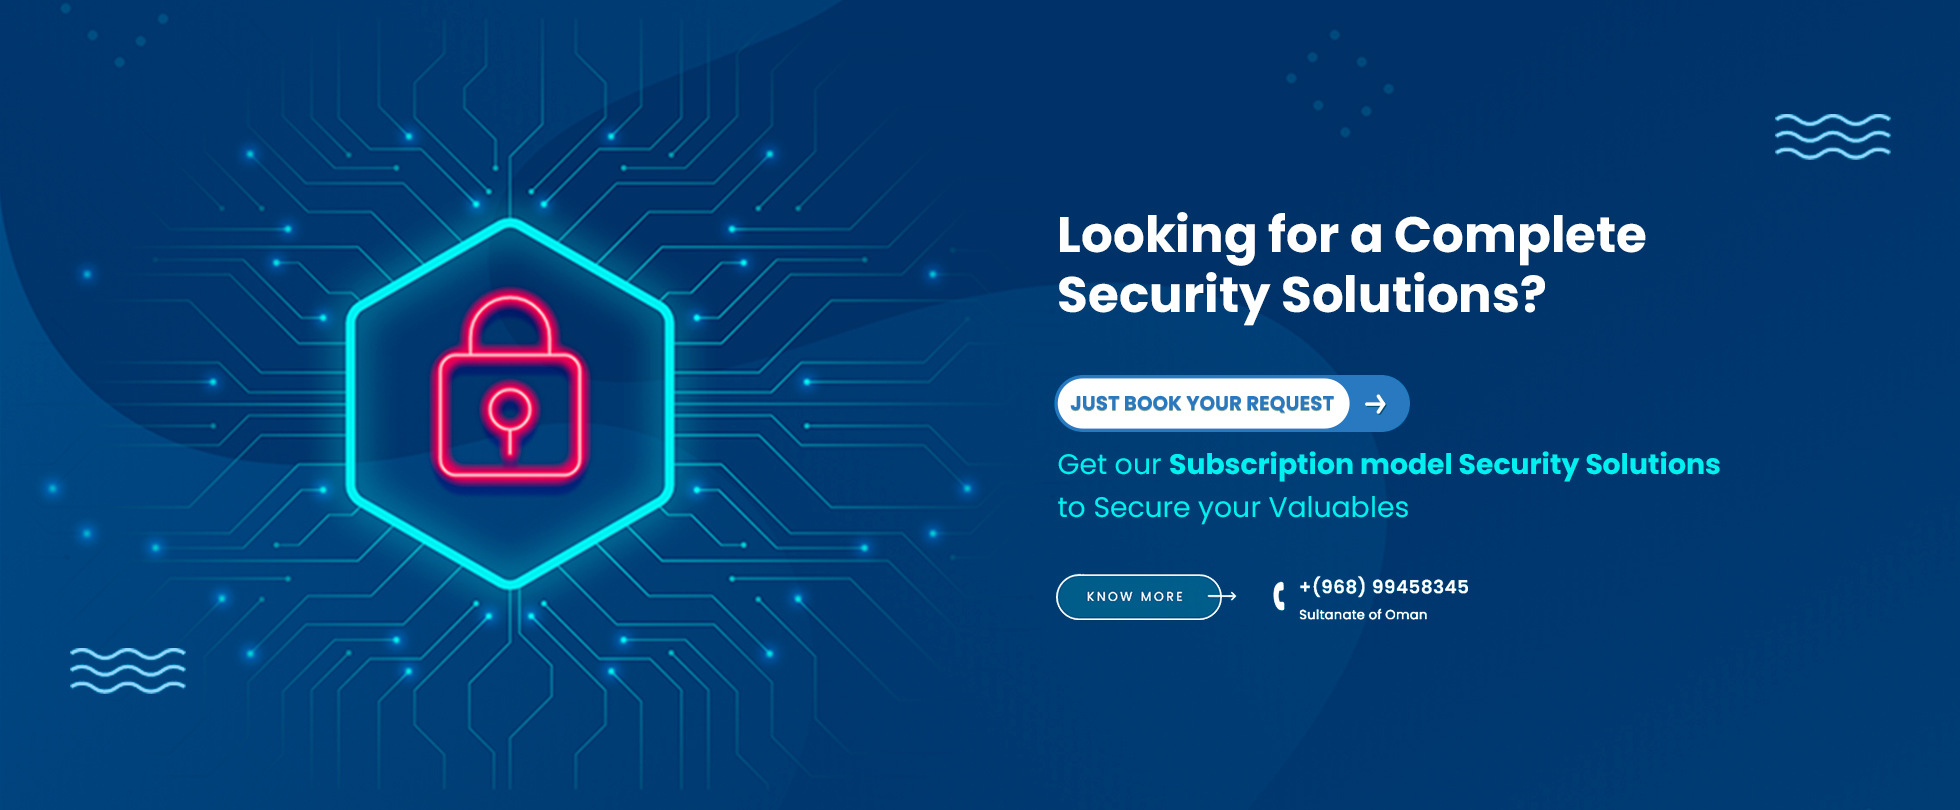 Looking for a Complete
Security Solutions?
JUST BOOK YOUR REQUEST
Get our Subscription model Security Solutions
to Secure your Valuables
KNOW MORE
+(968) 99458345
Sultanate of Oman